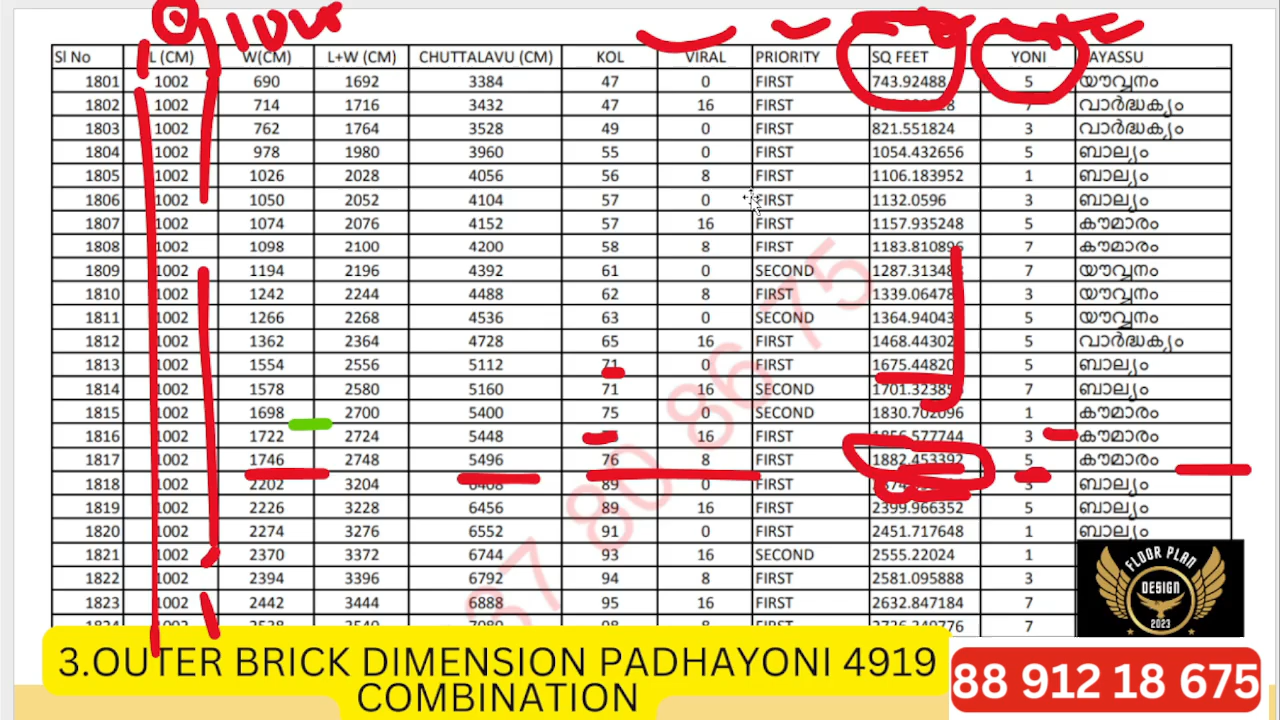 Sl No L (CM) W(CM) L+W (CM) CHUTTALAVU (CM) KOL VIRAL PRIORITY SQ FEET YONI
1801 1002 690 1692 3384 47 0 FIRST 743.92488 5 യൗവ്വനം
1802 1002 714 1716 3432 47 16 FIRST 7 വാർദ്ധക്യം
1803 1002 762 1764 3528 49 0 FIRST 821.551824 3 വാർദ്ധക്യം
1804 1002 978 1980 3960 55 0 FIRST 1054.432656 5 ബാല്യം
1805 1002 1026 2028 4056 56 8 FIRST 1106.183952 1 ബാല്യം
1806 1002 1050 2052 4104 57 0 FIRST 1132.0596 3 ബാല്യം
1807 1002 1074 2076 4152 57 16 FIRST 1157.935248 5 കൗമാരം
1808 1002 1098 2100 4200 58 8 FIRST 1183.810896 7 കൗമാരം
1809 1002 1194 2196 4392 61 0 SECOND 7 യൗവ്വനം
1810 1002 1242 2244 4488 62 8 FIRST 3 യൗവ്വനം
1811 1002 1266 2268 4536 63 0 SECOND 5 യൗവ്വനം
1812 1002 1362 2364 4728 65 16 FIRST 5 വാർദ്ധക്യം
1813 1002 1554 2556 5112 71 0 FIRST 5 ബാല്യം
1814 1002 1578 2580 5160 71 16 SECOND 7 ബാല്യം
1815 1002 1698 2700 5400 75 0 SECOND 1830.702096 1 കൗമാരം
1816 1002 1722 2724 5448 16 FIRST 1856.577744 3 കൗമാരം
1817 1002 1746 2748 5496 76 8 FIRST 1882.453392 5 കൗമാരം
1818 1002 2202 3204 6408 89 0 FIRST 3 ബാല്യം
1819 1002 2226 3228 6456 89 16 FIRST 2399.966352 5 ബാല്യം
1820 1002 2274 3276 6552 91 0 FIRST 2451.717648 1 ബാല്യം
1821 1002 2370 3372 6744 93 16 SECOND 2555.22024 1
1822 1002 2394 3396 6792 94 8 FIRST 2581.095888 3
1823 1002 2442 3444 6888 95 16 FIRST 2632.847184 7
FLOOR PLAN
DESIGN
2023
3.OUTER BRICK DIMENSION PADHAYONI 4919
COMBINATION
88 912 18 675